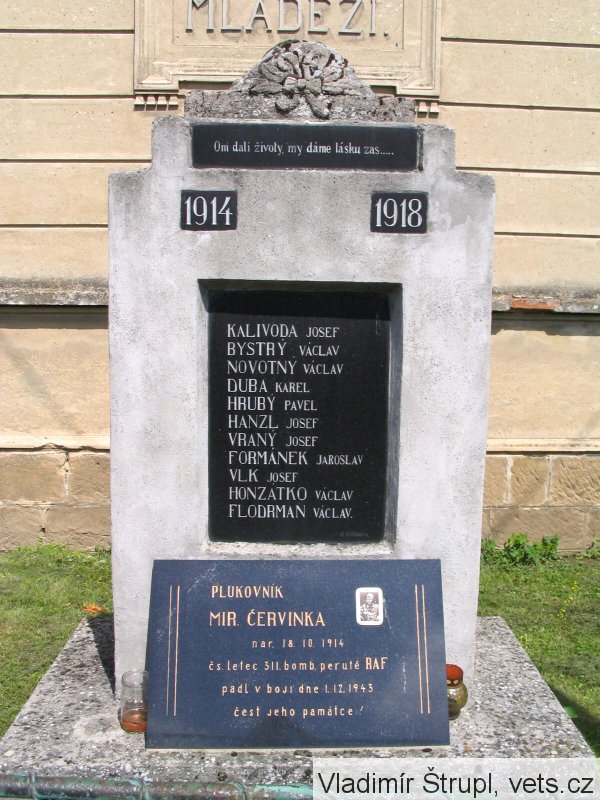 MLÁDEŽI.
Oni dali životy, my dáme lásku zas.....
1914 1918
KALIVODA JOSEF
BYSTRÝ VÁCLAV
NOVOTNÝ VÁCLAV
DUBA KAREL
HRUBÝ PAVEL
HANZL JOSEF
VRANÝ JOSEF
FORMÁNEK JAROSLAV
VLK JOSEF
HONZÁTKO VÁCLAV
FLODRMAN VÁCLAV.
PLUKOVNÍK
MIR. ČERVINKA
nar. 18. 10. 1914
čs. letec 311. bomb. perutě RAF
padl v boji dne 1. 12. 1943
čest jeho památce!
Vladimír Štrupl, vets.cz